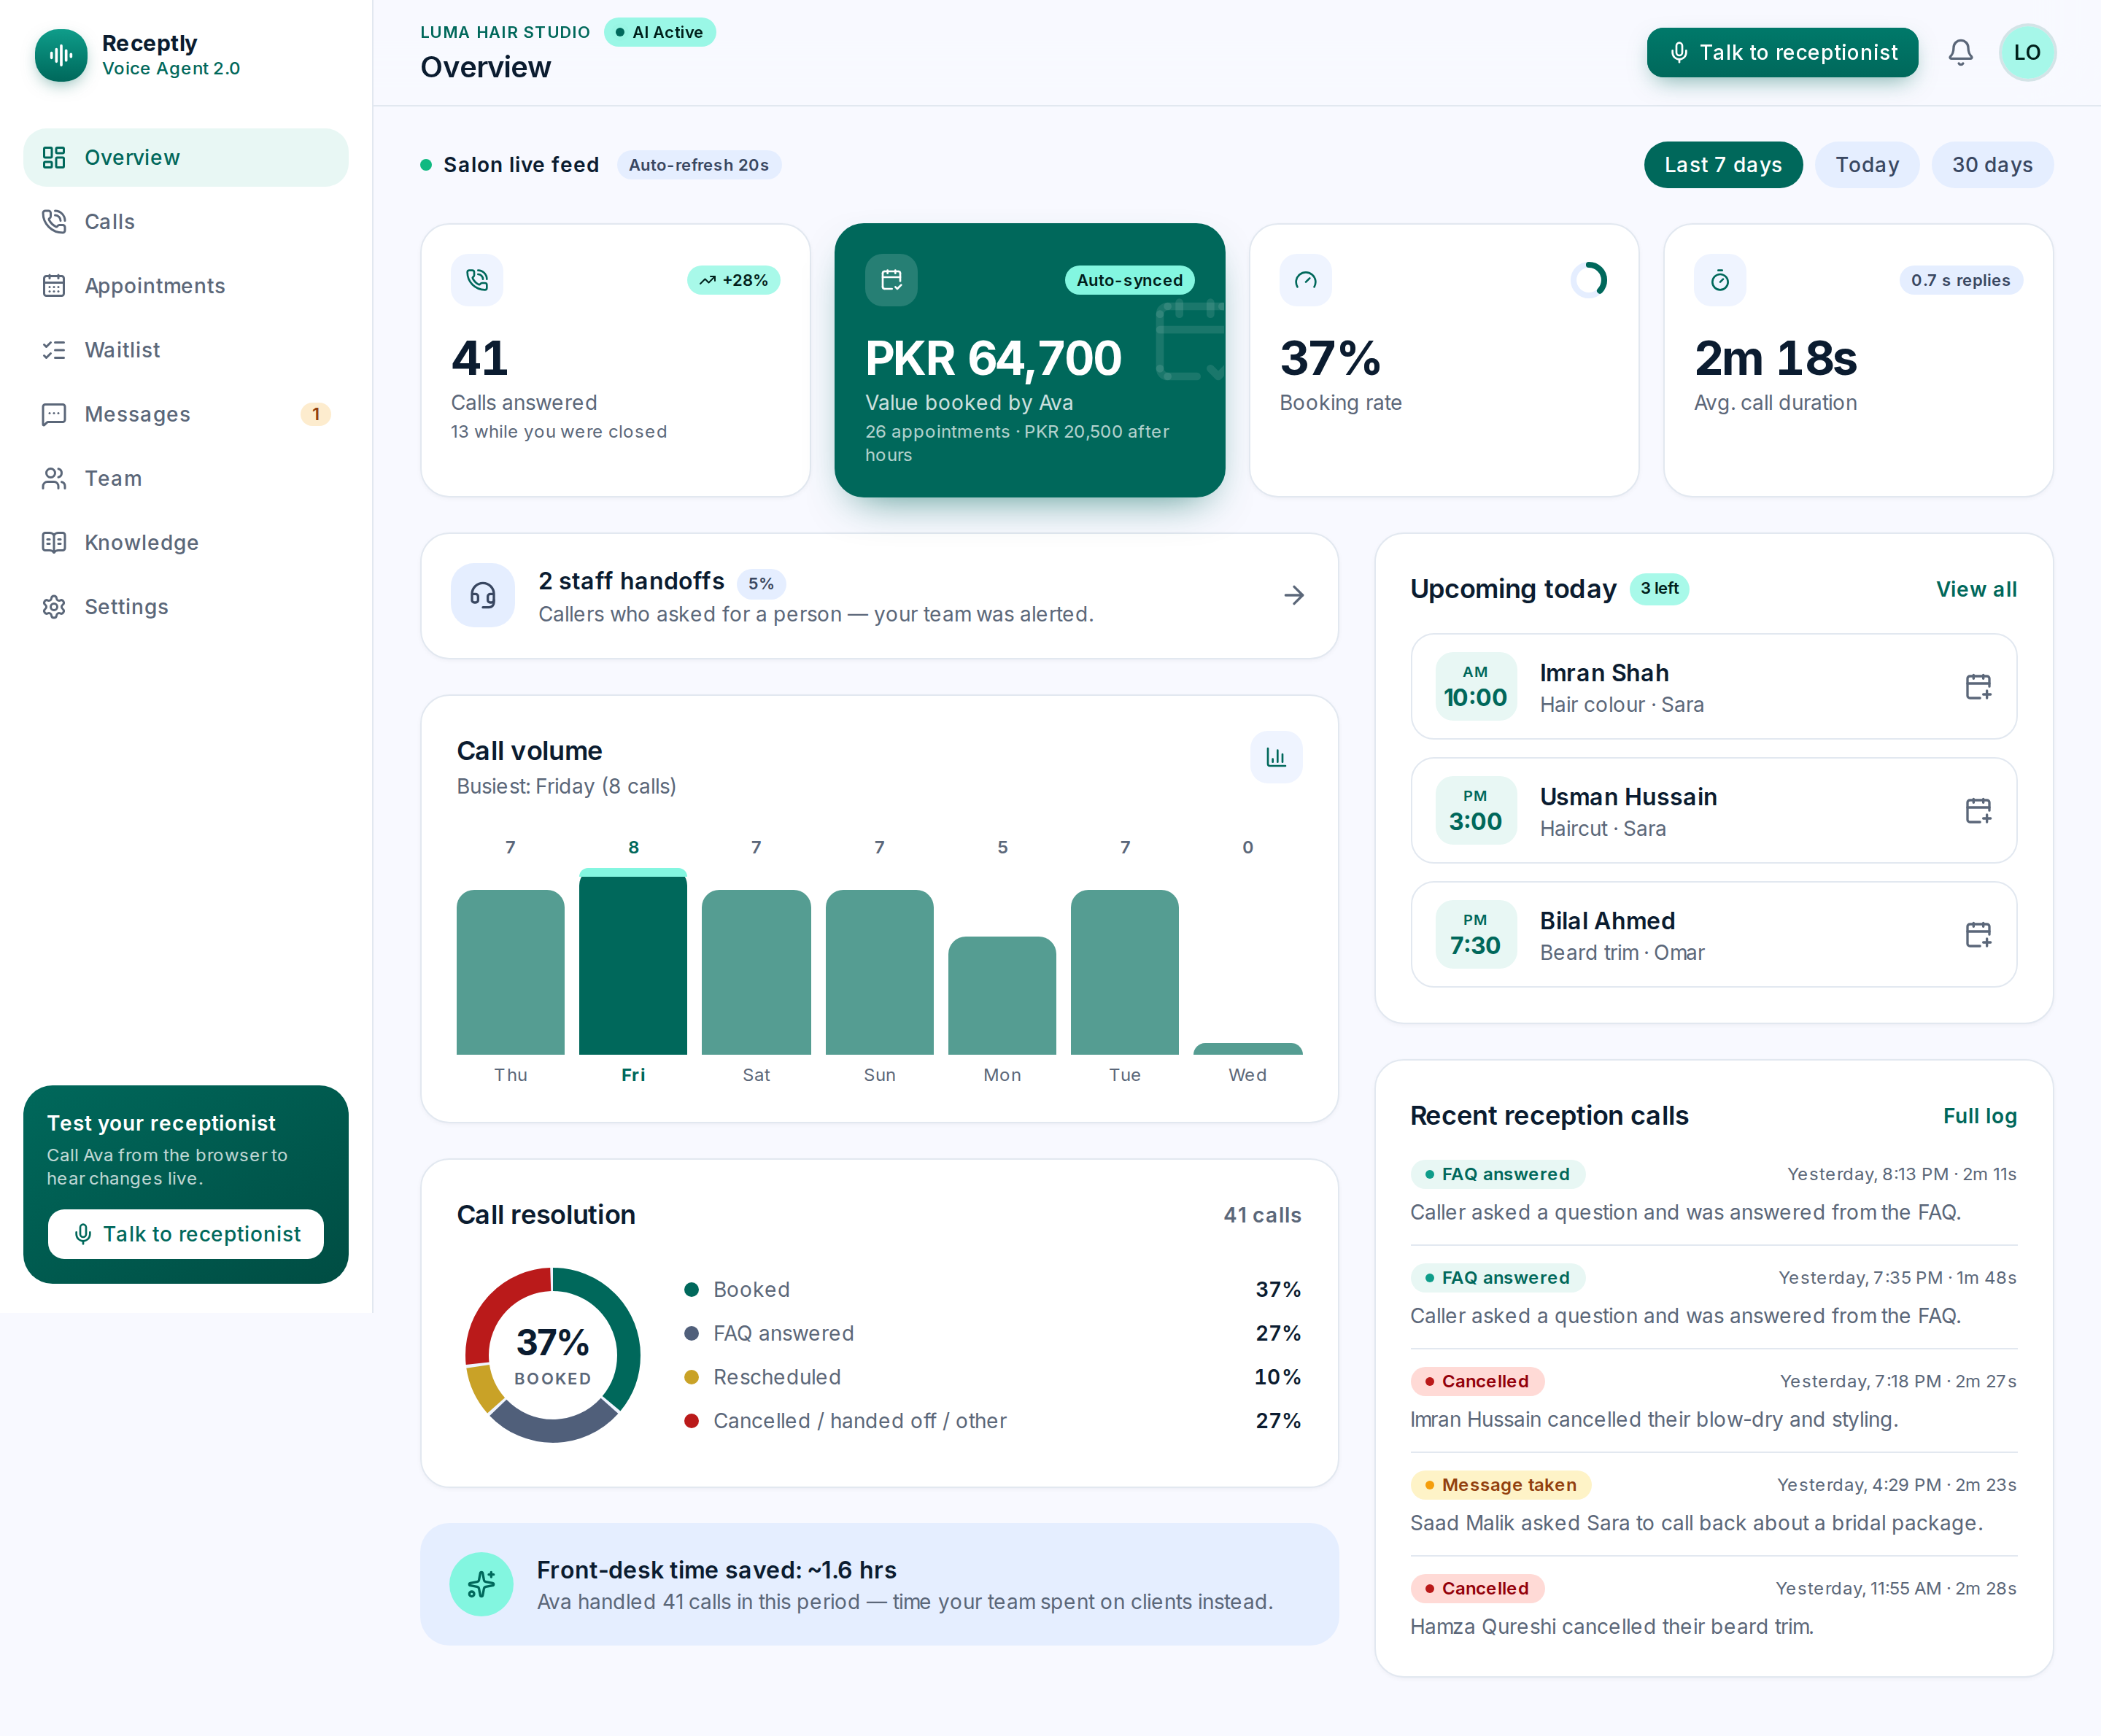 Receptly
Voice Agent 2.0
Overview
Calls
Appointments
Waitlist
Messages 1
Team
Knowledge
Settings
Test your receptionist
Call Ava from the browser to
hear changes live.
Talk to receptionist
LUMA HAIR STUDIO AI Active
Overview
Talk to receptionist
LO
Salon live feed Auto-refresh 20s
Last 7 days Today 30 days
+28%
41
Calls answered
13 while you were closed
Auto-synced
PKR 64,700
Value booked by Ava
26 appointments · PKR 20,500 after
hours
37%
Booking rate
0.7 s replies
2m 18s
Avg. call duration
2 staff handoffs 5%
Callers who asked for a person — your team was alerted.
Call volume
Busiest: Friday (8 calls)
7 8 7 7 5 7 0
Thu Fri Sat Sun Mon Tue Wed
Call resolution 41 calls
37%
BOOKED
Booked 37%
FAQ answered 27%
Rescheduled 10%
Cancelled / handed off / other 27%
Front-desk time saved: ~1.6 hrs
Ava handled 41 calls in this period — time your team spent on clients instead.
Upcoming today 3 left View all
AM
10:00
Imran Shah
Hair colour · Sara
PM
3:00
Usman Hussain
Haircut · Sara
PM
7:30
Bilal Ahmed
Beard trim · Omar
Recent reception calls Full log
FAQ answered Yesterday, 8:13 PM · 2m 11s
Caller asked a question and was answered from the FAQ.
FAQ answered Yesterday, 7:35 PM · 1m 48s
Caller asked a question and was answered from the FAQ.
Cancelled Yesterday, 7:18 PM · 2m 27s
Imran Hussain cancelled their blow-dry and styling.
Message taken Yesterday, 4:29 PM · 2m 23s
Saad Malik asked Sara to call back about a bridal package.
Cancelled Yesterday, 11:55 AM · 2m 28s
Hamza Qureshi cancelled their beard trim.